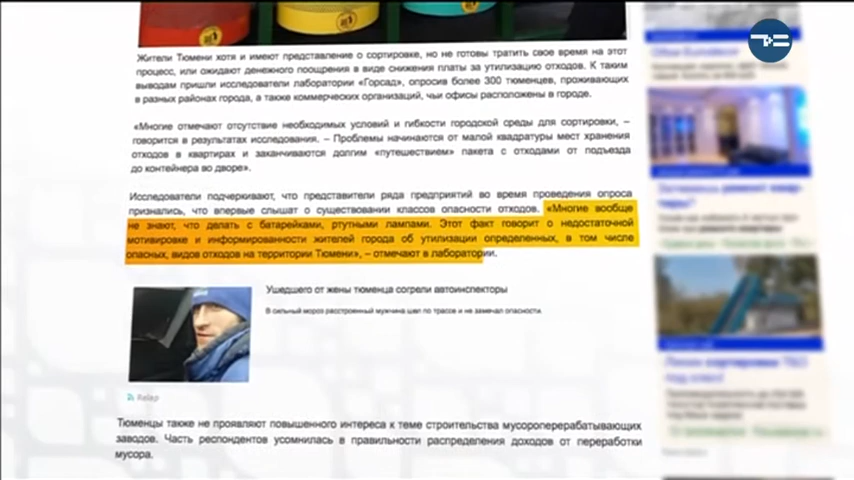 Жители Тюмени хотя и имеют представление о сортировке, но не готовы тратить свое время на этот
процесс, или ожидают денежного поощрения в виде снижения платы за утилизацию отходов. К таким
выводам пришли исследователи лаборатории «Горсад», опросив более 300 тюменцев, проживающих
в разных районах города, а также коммерческих организаций, чьи офисы расположены в городе.
«Многие отмечают отсутствие необходимых условий и гибкости городской среды для сортировки, –
говорится в результатах исследования. – Проблемы начинаются от малой квадратуры мест хранения
отходов в квартирах и заканчиваются долгим «путешествием» пакета с отходами от подъезда
до контейнера во дворе».
Исследователи подчеркивают, что представители ряда предприятий во время проведения опроса
признались, что впервые слышат о существовании классов опасности отходов. «Многие вообще
не знают, что делать с батарейками, ртутными лампами. Этот факт говорит о недостаточной
мотивировке и информированности жителей города об утилизации определенных, в том числе
опасных, видов отходов на территории Тюмени», – отмечают в лаборатории.
Ушедшего от жены тюменца согрели автоинспекторы
В сильный мороз расстроенный мужчина шел по трассе и не замечал опасности.
Relap
Тюменцы также не проявляют повышенного интереса к теме строительства мусороперерабатывающих
заводов. Часть респондентов усомнилась в правильности распределения доходов от переработки
мусора.